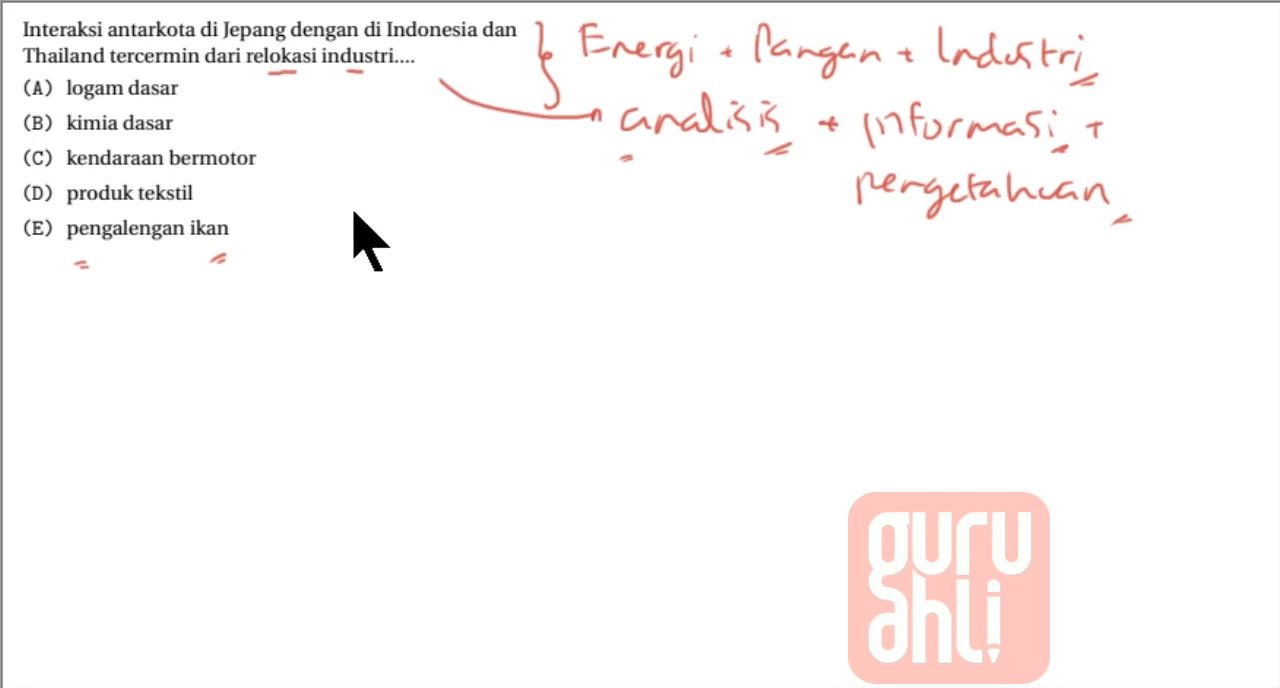 Interaksi antarkota di Jepang dengan di Indonesia dan
Thailand tercermin dari relokasi industri....
(A) logam dasar
(B) kimia dasar
(C) kendaraan bermotor
(D) produk tekstil
(E) pengalengan ikan
Energi + Pangan + Industri
analisis + informasi +
pengetahuan
guru
ahli